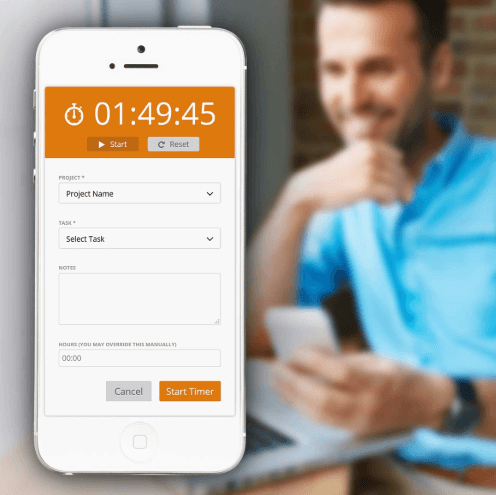 01:49:45
Start Reset
PROJECT *
Project Name
TASK *
Select Task
NOTES
HOURS (YOU MAY OVERRIDE THIS MANUALLY)
00:00
Cancel Start Timer